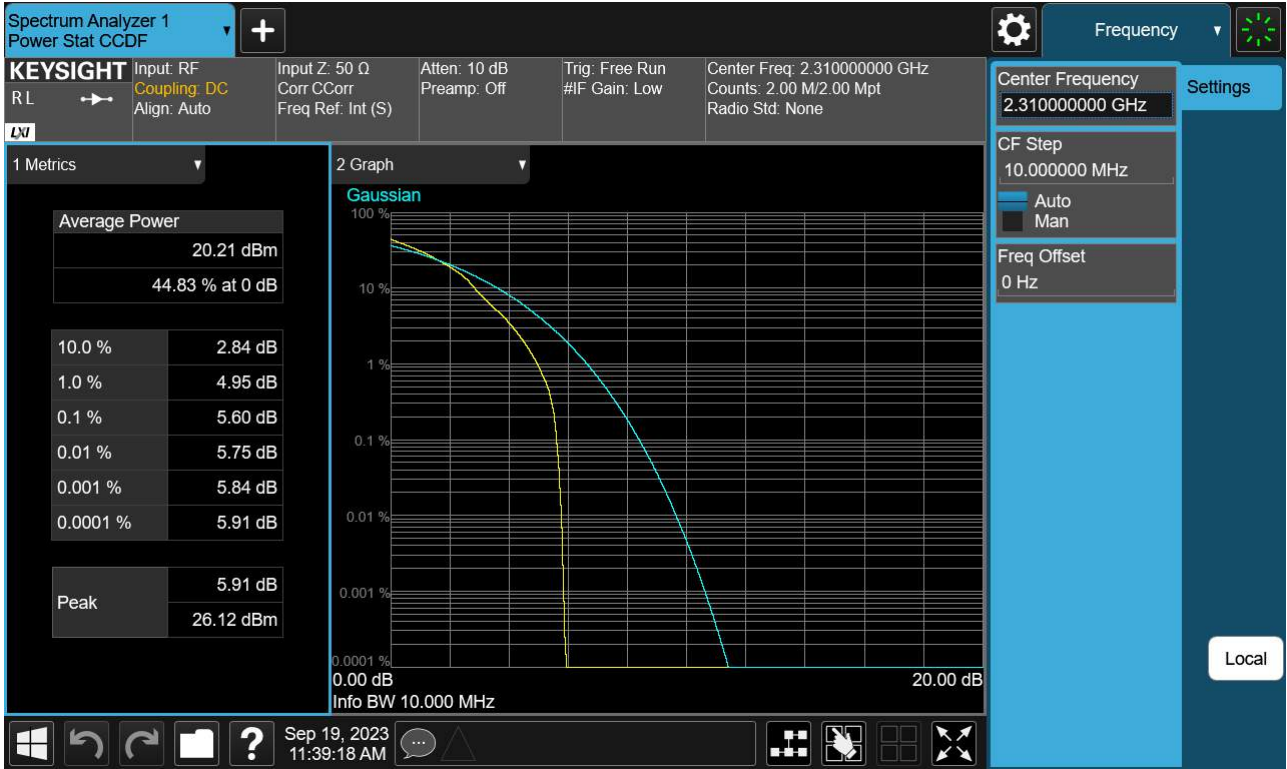 Spectrum Analyzer 1
Power Stat CCDF
Frequency
KEYSIGHT
RL
LXI
Input: RF
Coupling: DC
Align: Auto
Input Z: 50 Ω
Corr CCorr
Freq Ref: Int (S)
Atten: 10 dB
Preamp: Off
Trig: Free Run
#IF Gain: Low
Center Freq: 2.310000000 GHz
Counts: 2.00 M/2.00 Mpt
Radio Std: None
Center Frequency
2.310000000 GHz
Settings
CF Step
10.000000 MHz
Auto
Man
Freq Offset
0 Hz
1 Metrics
Average Power
20.21 dBm
44.83 % at 0 dB
10.0 % 2.84 dB
1.0 % 4.95 dB
0.1 % 5.60 dB
0.01 % 5.75 dB
0.001 % 5.84 dB
0.0001 % 5.91 dB
Peak
5.91 dB
26.12 dBm
2 Graph
Gaussian
100 %
10 %
1 %
0.1 %
0.01 %
0.001 %
0.0001 %
0.00 dB 20.00 dB
Info BW 10.000 MHz
Local
?
Sep 19, 2023
11:39:18 AM